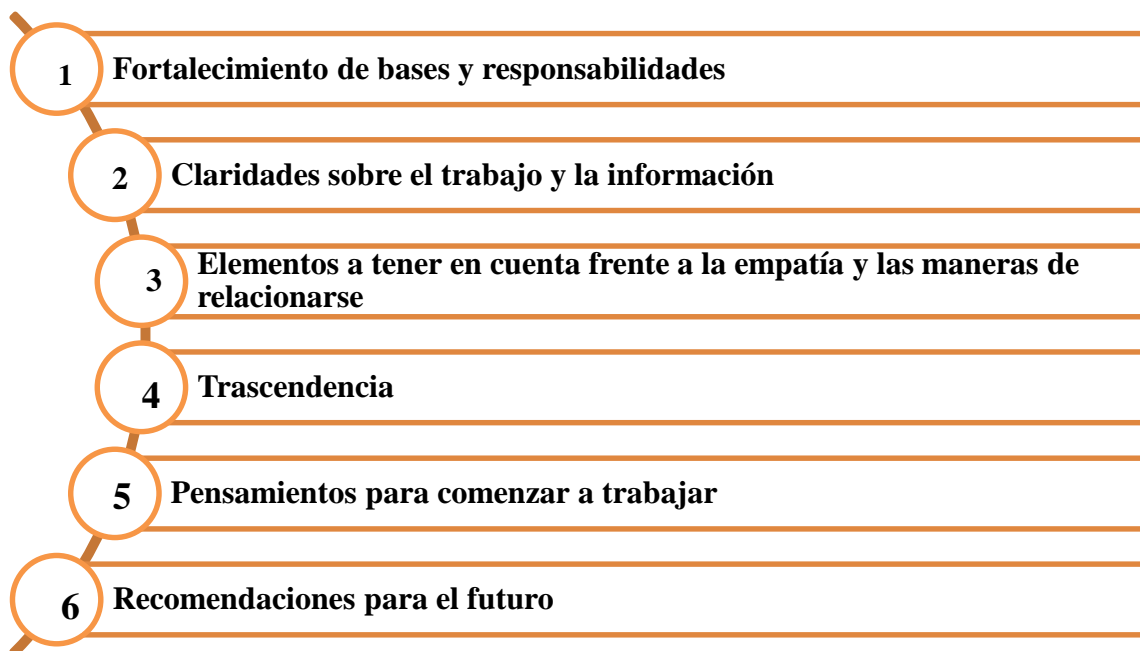 1 Fortalecimiento de bases y responsabilidades
2 Claridades sobre el trabajo y la información
3 Elementos a tener en cuenta frente a la empatía y las maneras de
relacionarse
4 Trascendencia
5 Pensamientos para comenzar a trabajar
6 Recomendaciones para el futuro